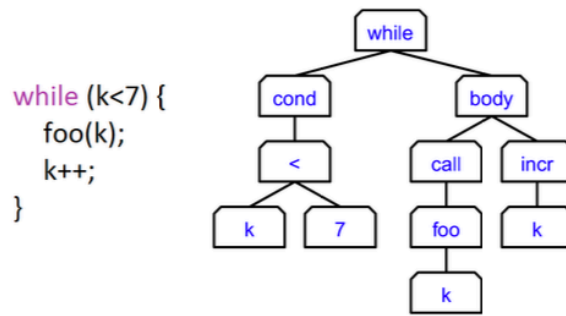 while (k<7) {
foo(k);
k++;
}
while
cond
body
<
call
incr
k
7
foo
k
k